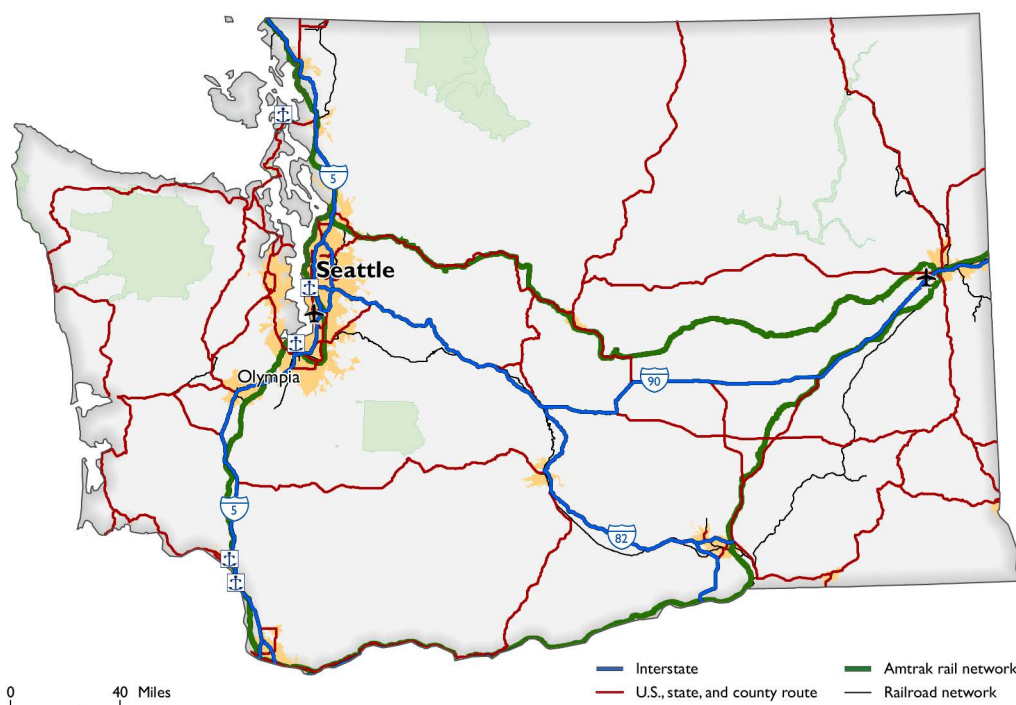 5
Seattle
90
Olympia
5
82
Interstate
Amtrak rail network
0 40 Miles
U.S., state, and county route
Railroad network